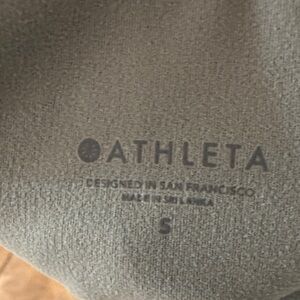 ATHLETA
DESIGNED IN SAN FRANCISCO
MADE IN SRI LANKA
S